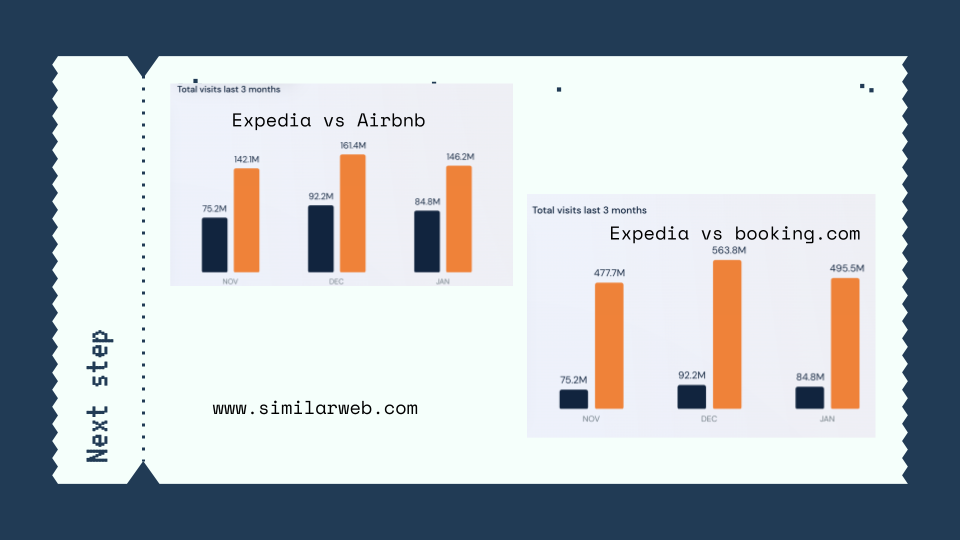 Total visits last 3 months
Expedia vs Airbnb
161.4M
142.1M
146.2M
92.2M
75.2M
84.8M
NOV
DEC
JAN
Total visits last 3 months
Expedia vs booking.com
563.8M
477.7M
495.5M
75.2M
92.2M
84.8M
NOV
DEC
JAN
www.similarweb.com
Next step